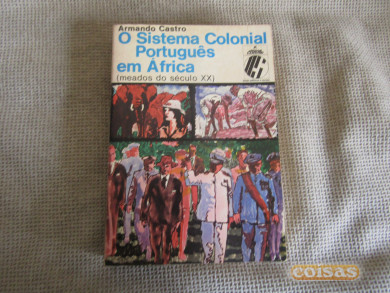 Armando Castro
O Sistema Colonial
Português
em África
(meados do século XX)
coisas